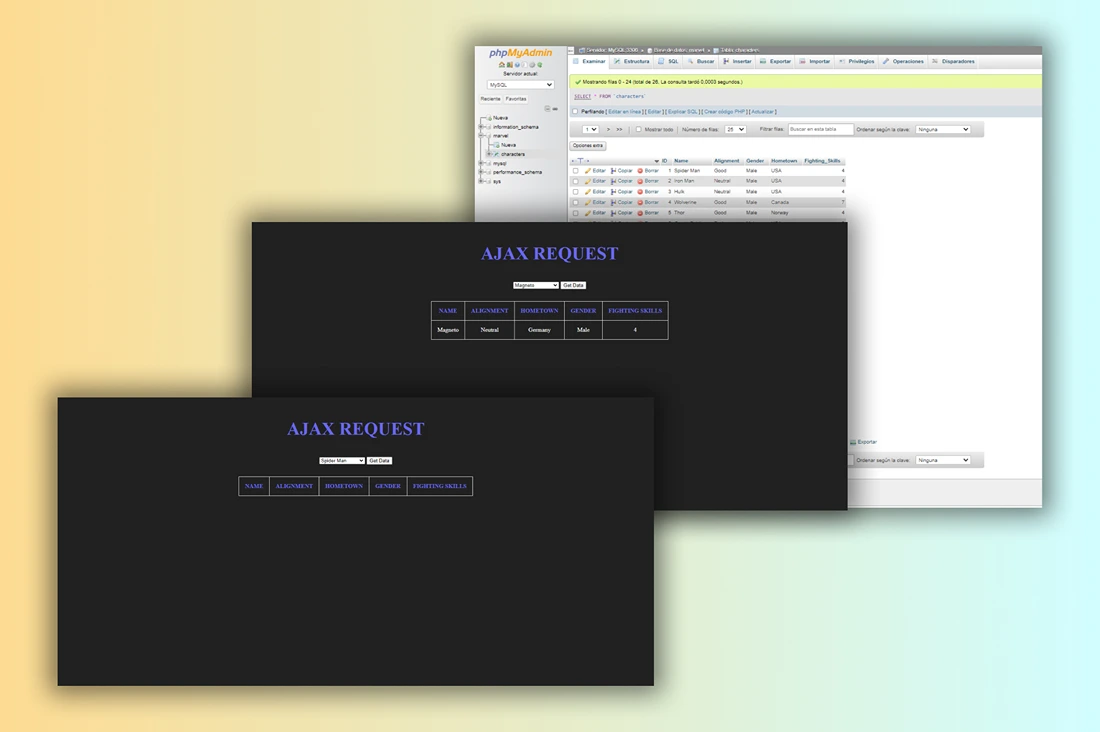 phpMyAdmin
Servidor actual
MySQL
Reciente Favoritas
Nueva
information_schema
marvel
Nueva
characters
mysql
performance_schema
sys
Servidor: MySQL:3308 » Base de datos: marvel » Tabla: characters
Examinar Estructura SQL Buscar Insertar Exportar Importar Privilegios Operaciones Disparadores
Mostrando filas 0 - 24 (total de 26, La consulta tardó 0,0003 segundos.)
SELECT * FROM `characters`
Perfilando [ Editar en línea ] [ Editar ] [ Explicar SQL ] [ Crear código PHP ] [ Actualizar ]
1 > >> Mostrar todo Número de filas: 25 Filtrar filas: Buscar en esta tabla Ordenar según la clave: Ninguna
Opciones extra
ID Name Alignment Gender Hometown Fighting_Skills
Editar Copiar Borrar 1 Spider Man Good Male USA 4
Editar Copiar Borrar 2 Iron Man Neutral Male USA 4
Editar Copiar Borrar 3 Hulk Neutral Male USA 4
Editar Copiar Borrar 4 Wolverine Good Male Canada 7
Editar Copiar Borrar 5 Thor Good Male Norway 4
Exportar
Ordenar según la clave: Ninguna
AJAX REQUEST
Magneto Get Data
NAME ALIGNMENT HOMETOWN GENDER FIGHTING SKILLS
Magneto Neutral Germany Male 4
AJAX REQUEST
Spider Man Get Data
NAME ALIGNMENT HOMETOWN GENDER FIGHTING SKILLS